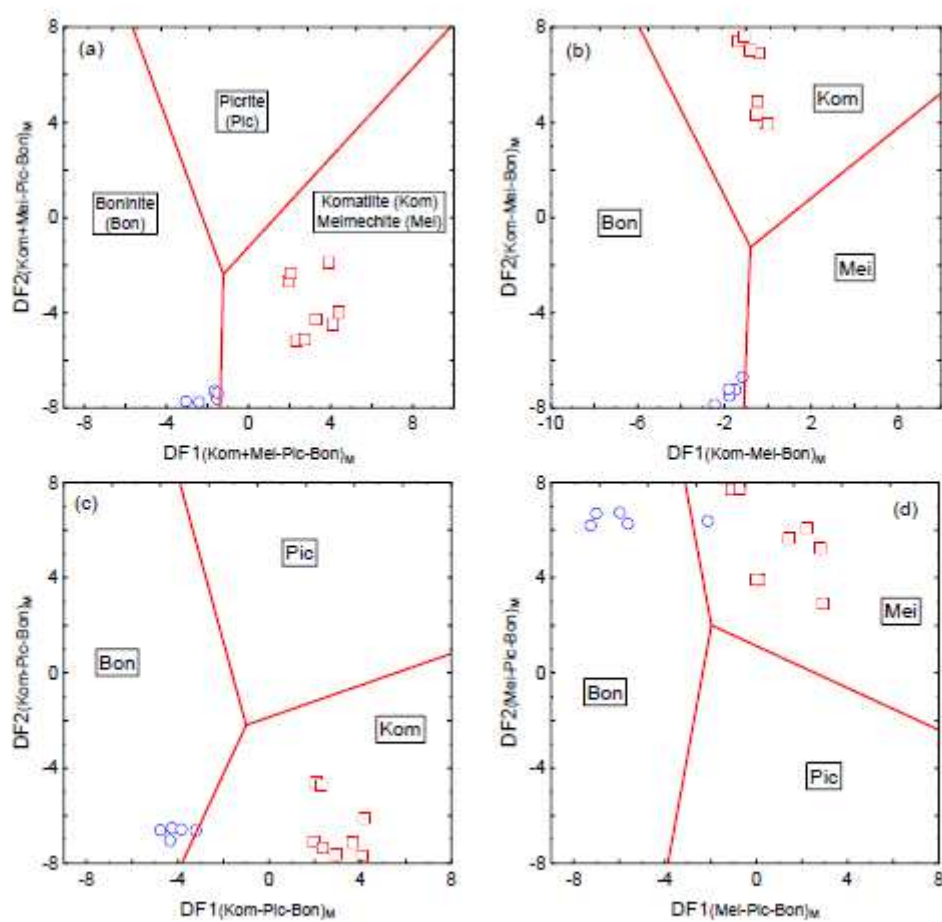 8
(a)
Picrite
(Pic)
4
Boninite
(Bon)
Komatiite (Kom)
Meimechite (Mei)
0
-4
-8
-8
-4
0
4
8
DF2(Kom+Mei-Pic-Bon)M
DF1(Kom+Mei-Pic-Bon)M
8
(b)
Kom
4
0
Bon
Mei
-4
-8
-10
-6
-2
2
6
DF2(Kom-Mei-Bon)M
DF1(Kom-Mei-Bon)M
8
(c)
Pic
4
Bon
0
Kom
-4
-8
-8
-4
0
4
8
DF2(Kom-Pic-Bon)M
DF1(Kom-Pic-Bon)M
8
(d)
4
Mei
0
Bon
Pic
-4
-8
-8
-4
0
4
8
DF2(Mei-Pic-Bon)M
DF1(Mei-Pic-Bon)M